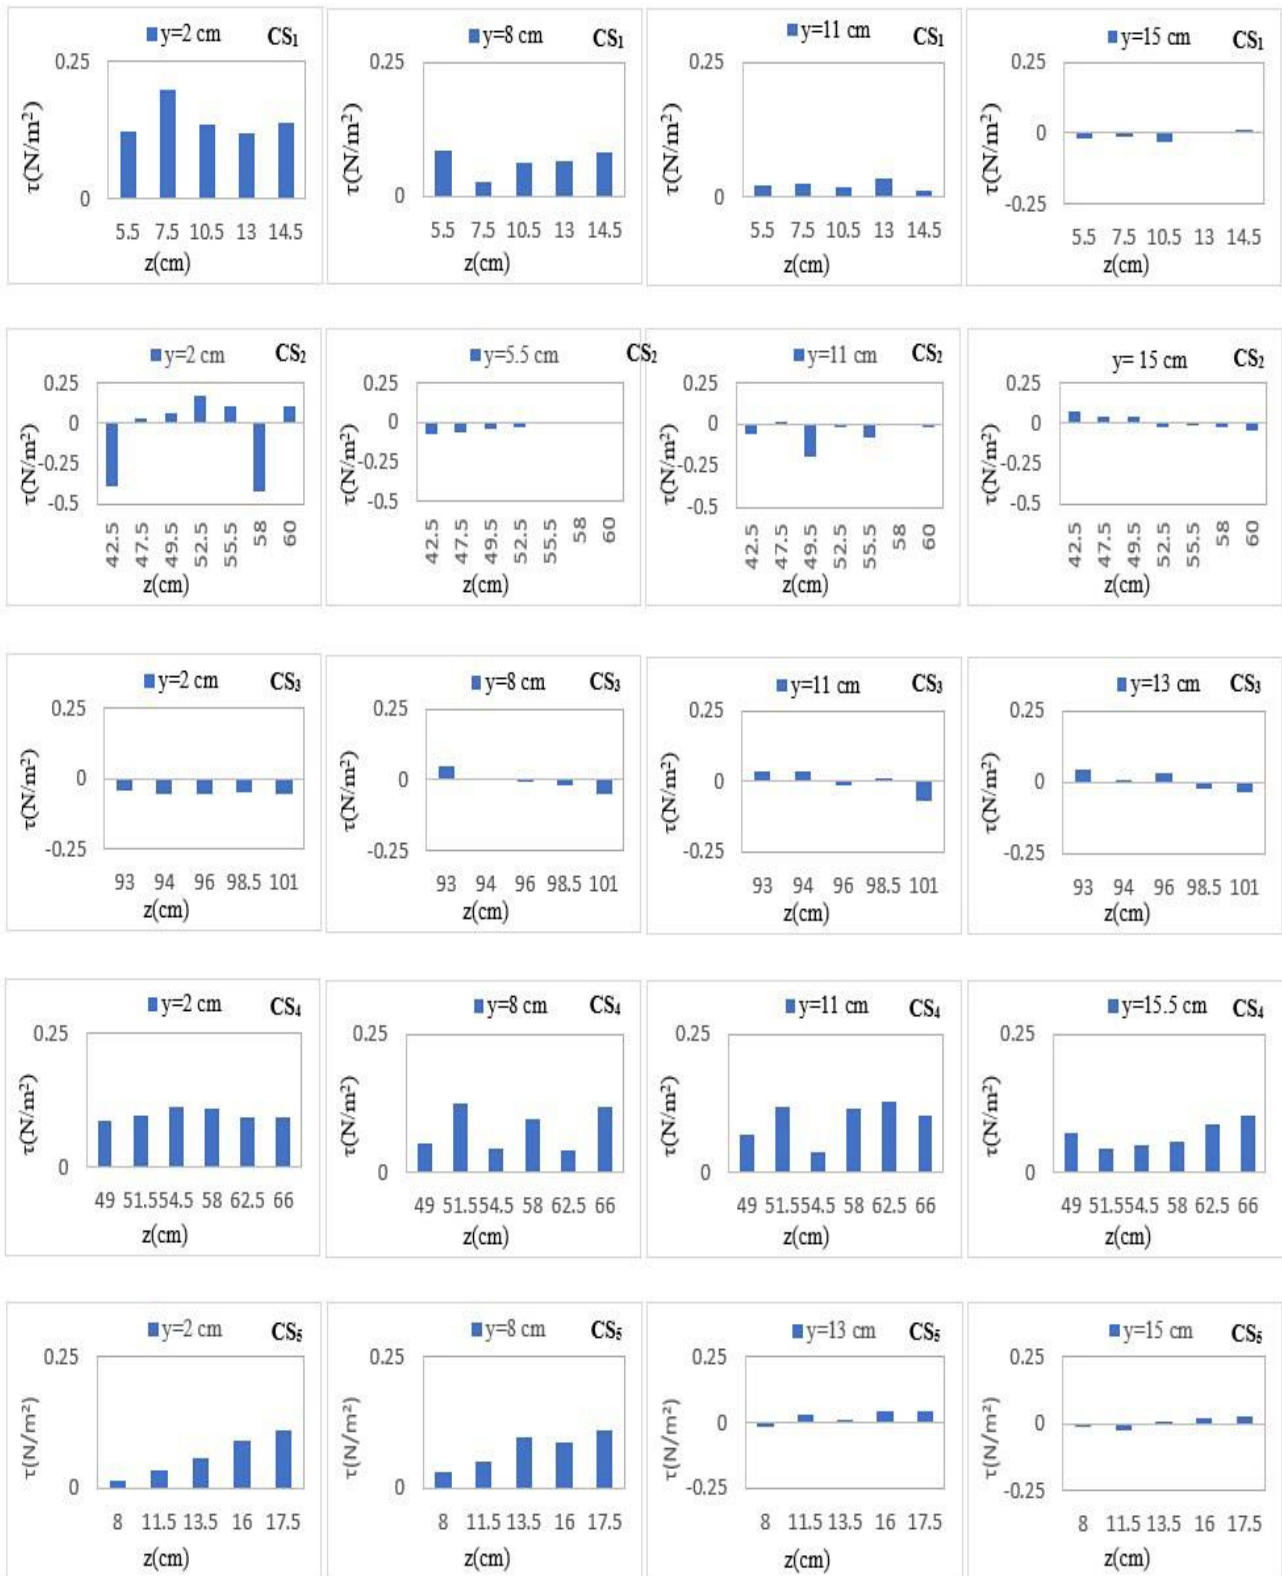 y=2 cm CS₁
0.25
0
τ(N/m²)
5.5 7.5 10.5 13 14.5
z(cm)
y=8 cm CS₁
0.25
0
τ(N/m²)
5.5 7.5 10.5 13 14.5
z(cm)
y=11 cm CS₁
0.25
0
τ(N/m²)
5.5 7.5 10.5 13 14.5
z(cm)
y=15 cm CS₁
0.25
0
-0.25
τ(N/m²)
5.5 7.5 10.5 13 14.5
z(cm)
y=2 cm CS₂
0.25
0
-0.25
-0.5
τ(N/m²)
42.5 47.5 49.5 52.5 55.5 58 60
z(cm)
y=5.5 cm CS₂
0.25
0
-0.25
-0.5
τ(N/m²)
42.5 47.5 49.5 52.5 55.5 58 60
z(cm)
y=11 cm CS₂
0.25
0
-0.25
-0.5
τ(N/m²)
42.5 47.5 49.5 52.5 55.5 58 60
z(cm)
y= 15 cm CS₂
0.25
0
-0.25
-0.5
τ(N/m²)
42.5 47.5 49.5 52.5 55.5 58 60
z(cm)
y=2 cm CS₃
0.25
0
-0.25
τ(N/m²)
93 94 96 98.5 101
z(cm)
y=8 cm CS₃
0.25
0
-0.25
τ(N/m²)
93 94 96 98.5 101
z(cm)
y=11 cm CS₃
0.25
0
-0.25
τ(N/m²)
93 94 96 98.5 101
z(cm)
y=13 cm CS₃
0.25
0
-0.25
τ(N/m²)
93 94 96 98.5 101
z(cm)
y=2 cm CS₄
0.25
0
τ(N/m²)
49 51.554.5 58 62.5 66
z(cm)
y=8 cm CS₄
0.25
0
τ(N/m²)
49 51.554.5 58 62.5 66
z(cm)
y=11 cm CS₄
0.25
0
τ(N/m²)
49 51.554.5 58 62.5 66
z(cm)
y=15.5 cm CS₄
0.25
0
τ(N/m²)
49 51.554.5 58 62.5 66
z(cm)
y=2 cm CS₅
0.25
0
τ(N/m²)
8 11.5 13.5 16 17.5
z(cm)
y=8 cm CS₅
0.25
0
τ(N/m²)
8 11.5 13.5 16 17.5
z(cm)
y=13 cm CS₅
0.25
0
-0.25
τ(N/m²)
8 11.5 13.5 16 17.5
z(cm)
y=15 cm CS₅
0.25
0
-0.25
τ(N/m²)
8 11.5 13.5 16 17.5
z(cm)